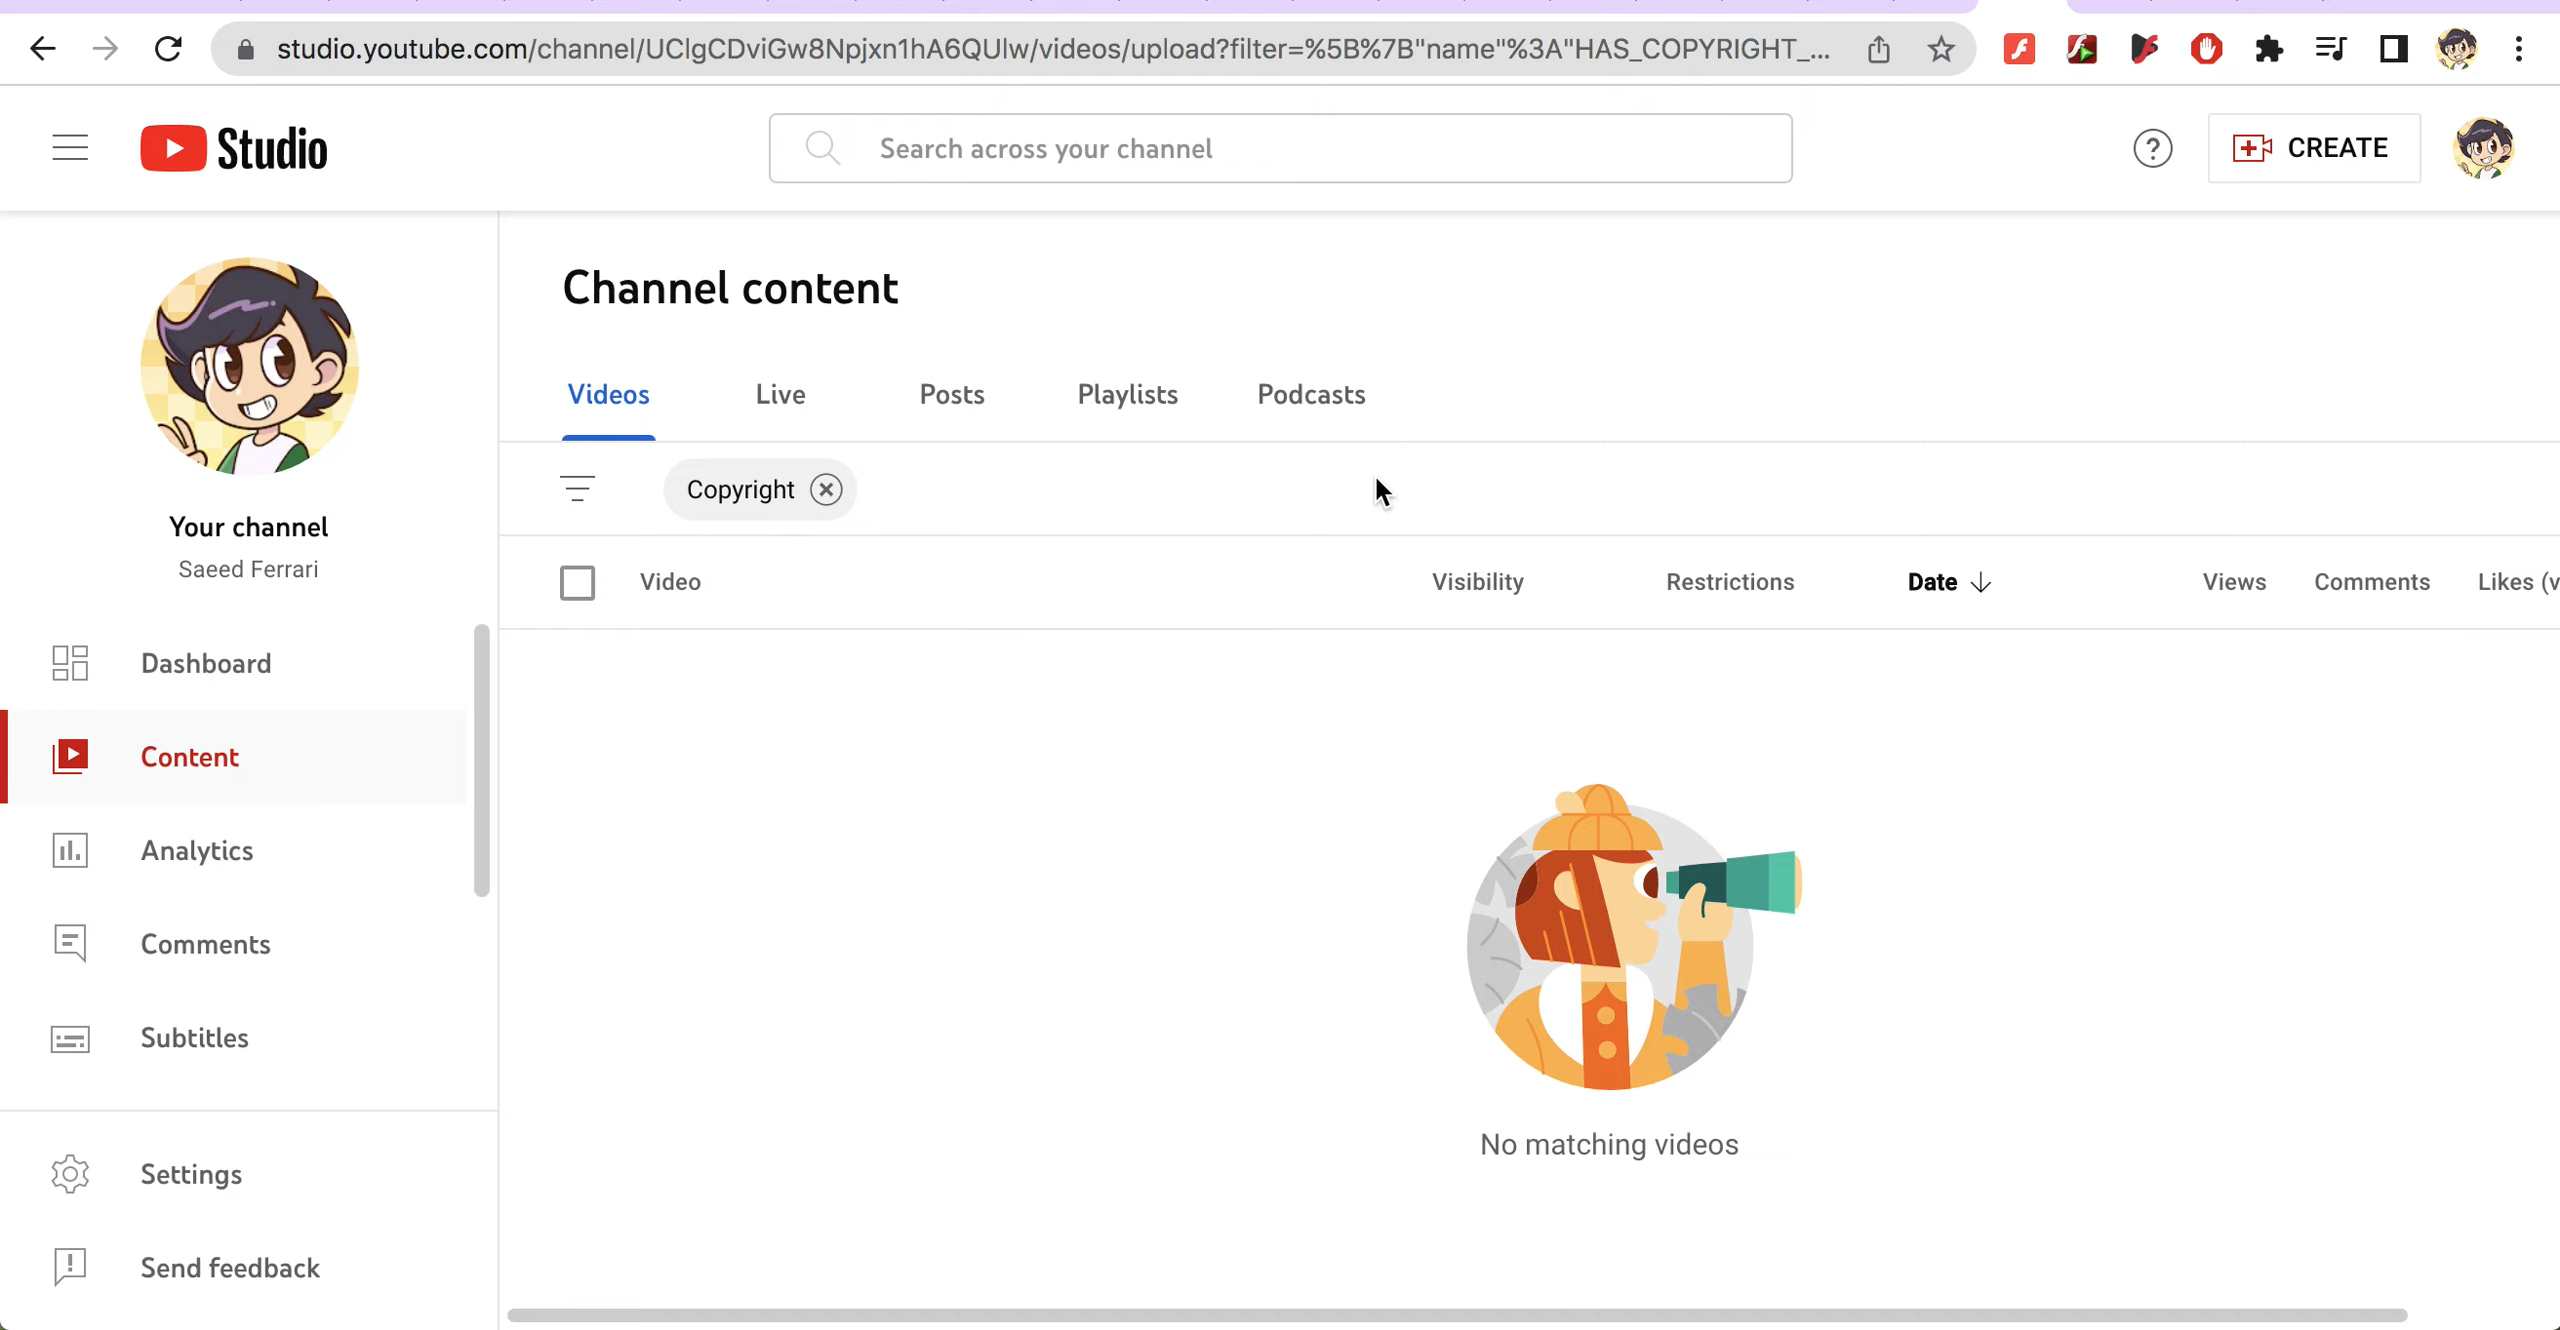 studio.youtube.com/channel/UClgCDviGw8Npjxn1hA6QUlw/videos/upload?filter=%5B%7B"name"%3A"HAS_COPYRIGHT_...
Studio
Search across your channel
CREATE
Channel content
Videos Live Posts Playlists Podcasts
Copyright
Your channel
Saeed Ferrari
Video Visibility Restrictions Date Views Comments Likes (v
Dashboard
Content
Analytics
Comments
Subtitles
No matching videos
Settings
Send feedback